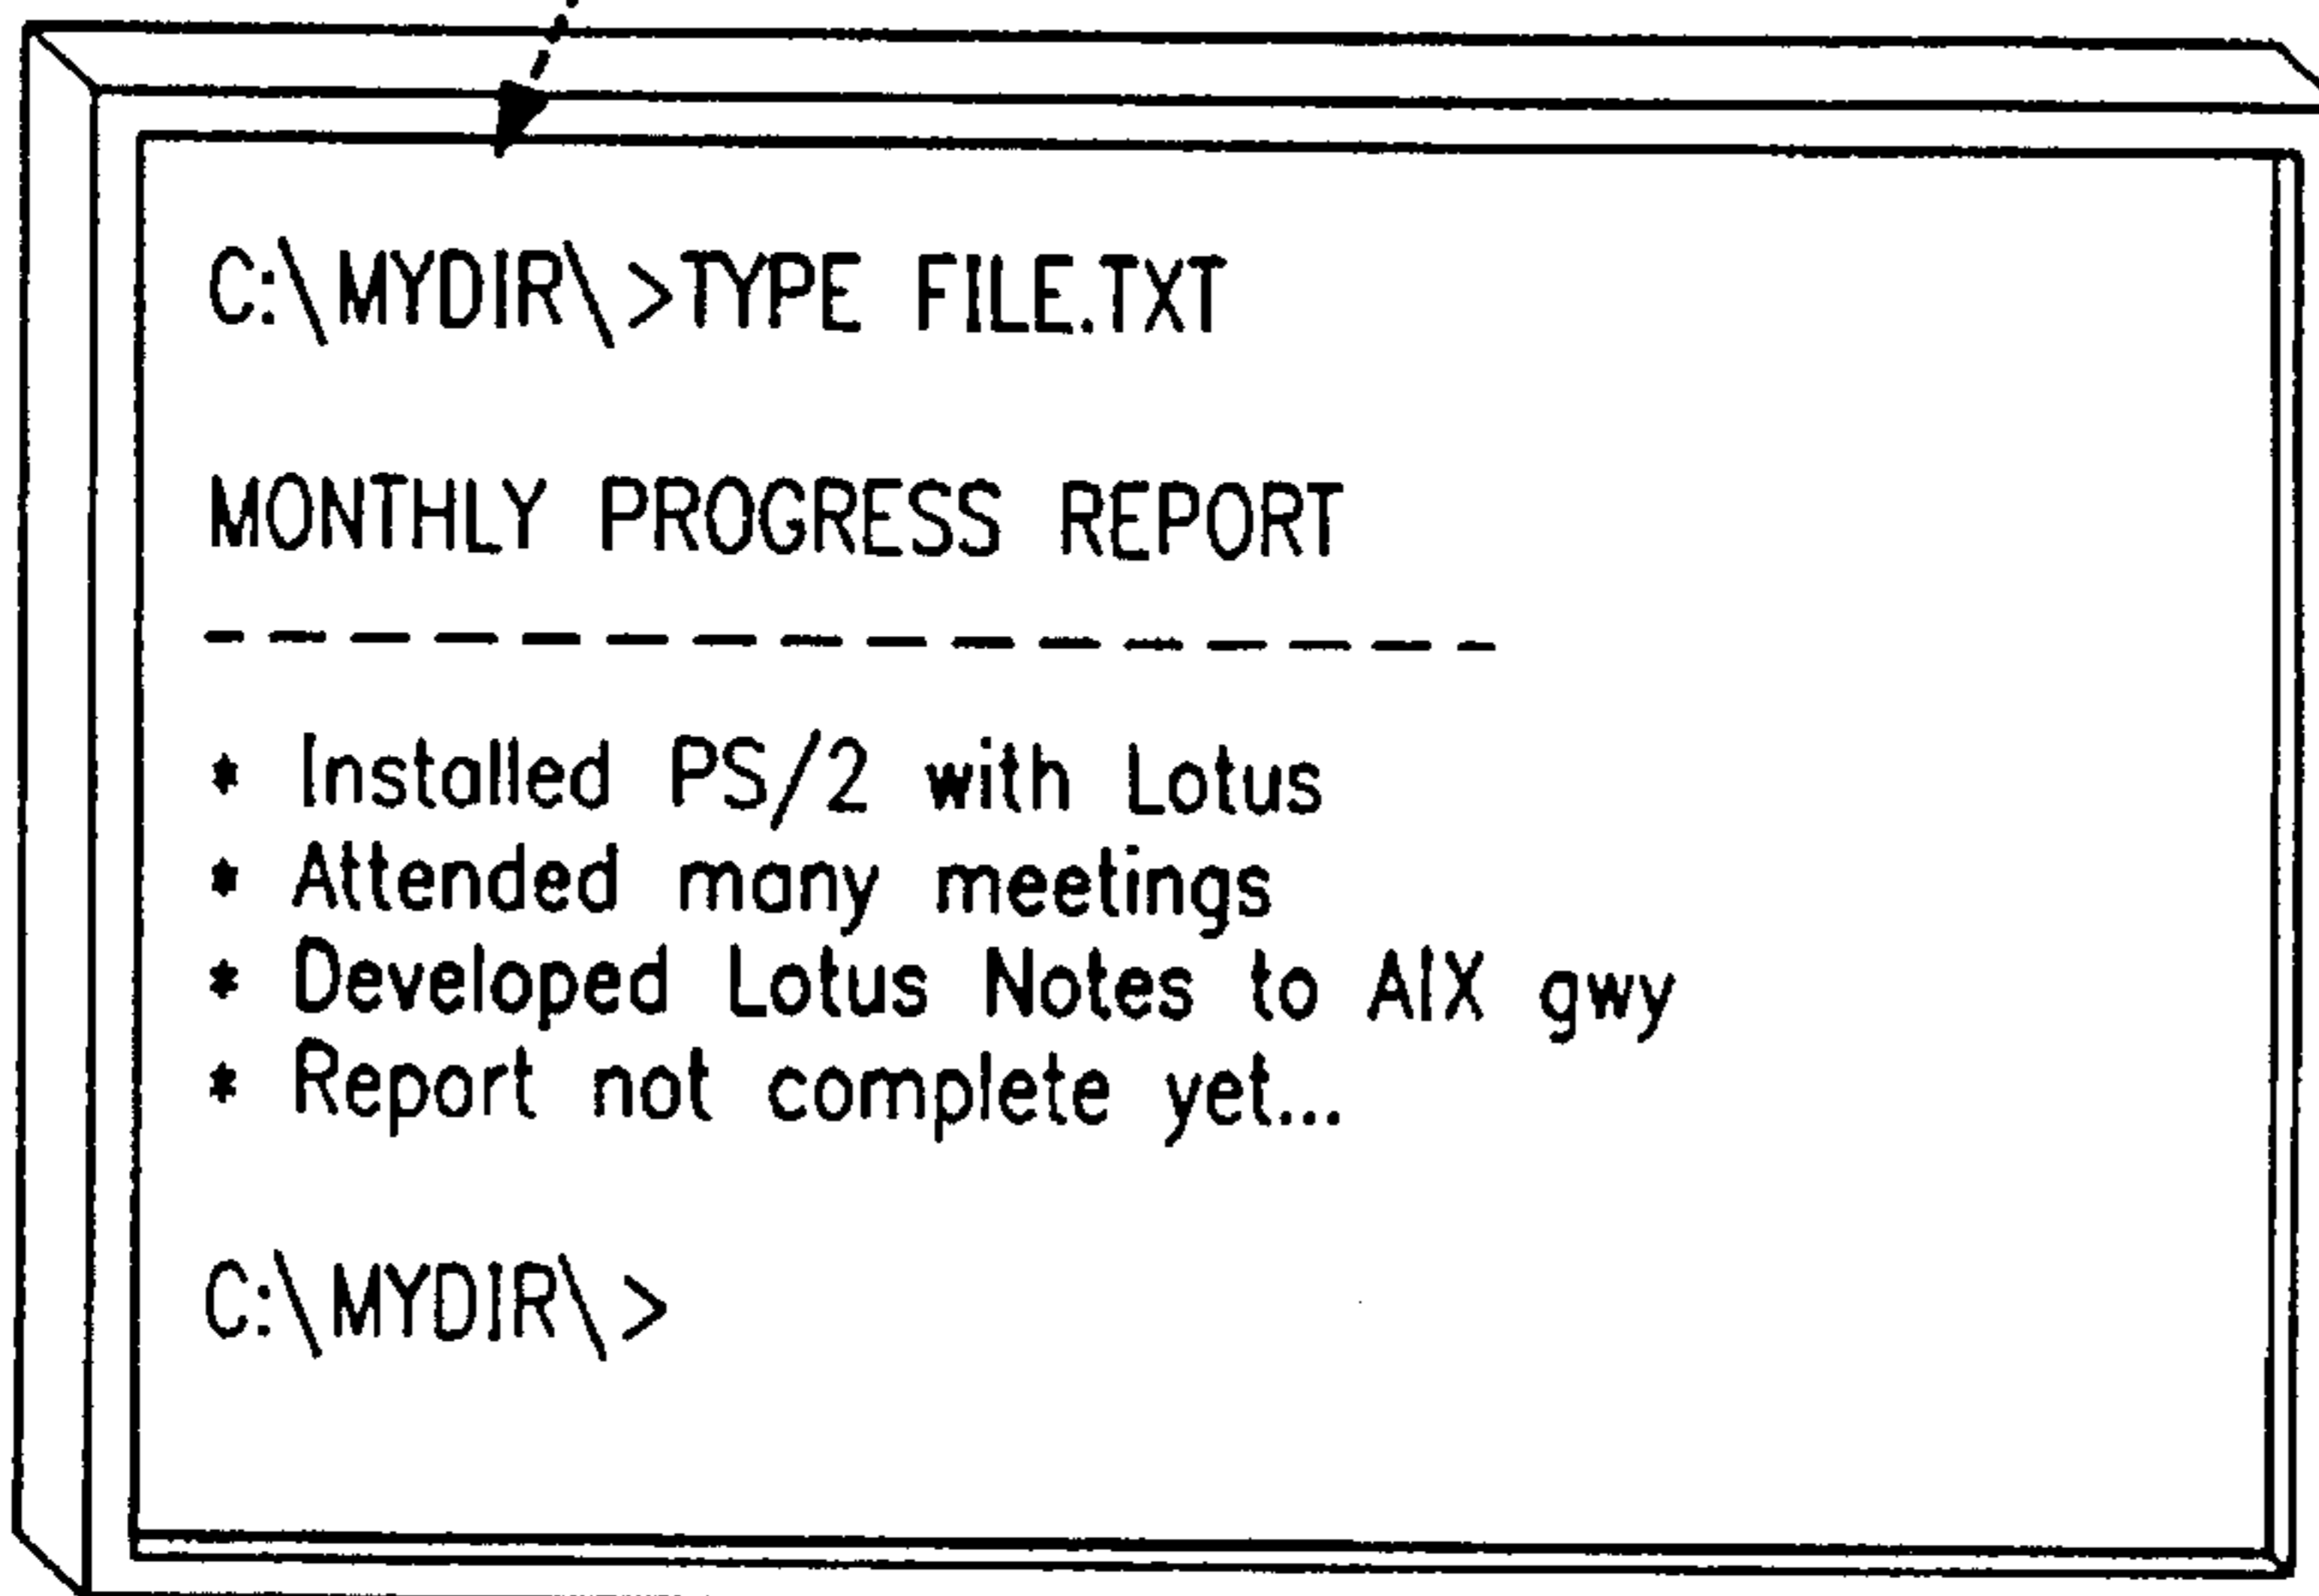 C:\MYDIR\>TYPE FILE.TXT
MONTHLY PROGRESS REPORT
----------------
* Installed PS/2 with Lotus
* Attended many meetings
* Developed Lotus Notes to AIX gwy
* Report not complete yet...
C:\MYDIR\>